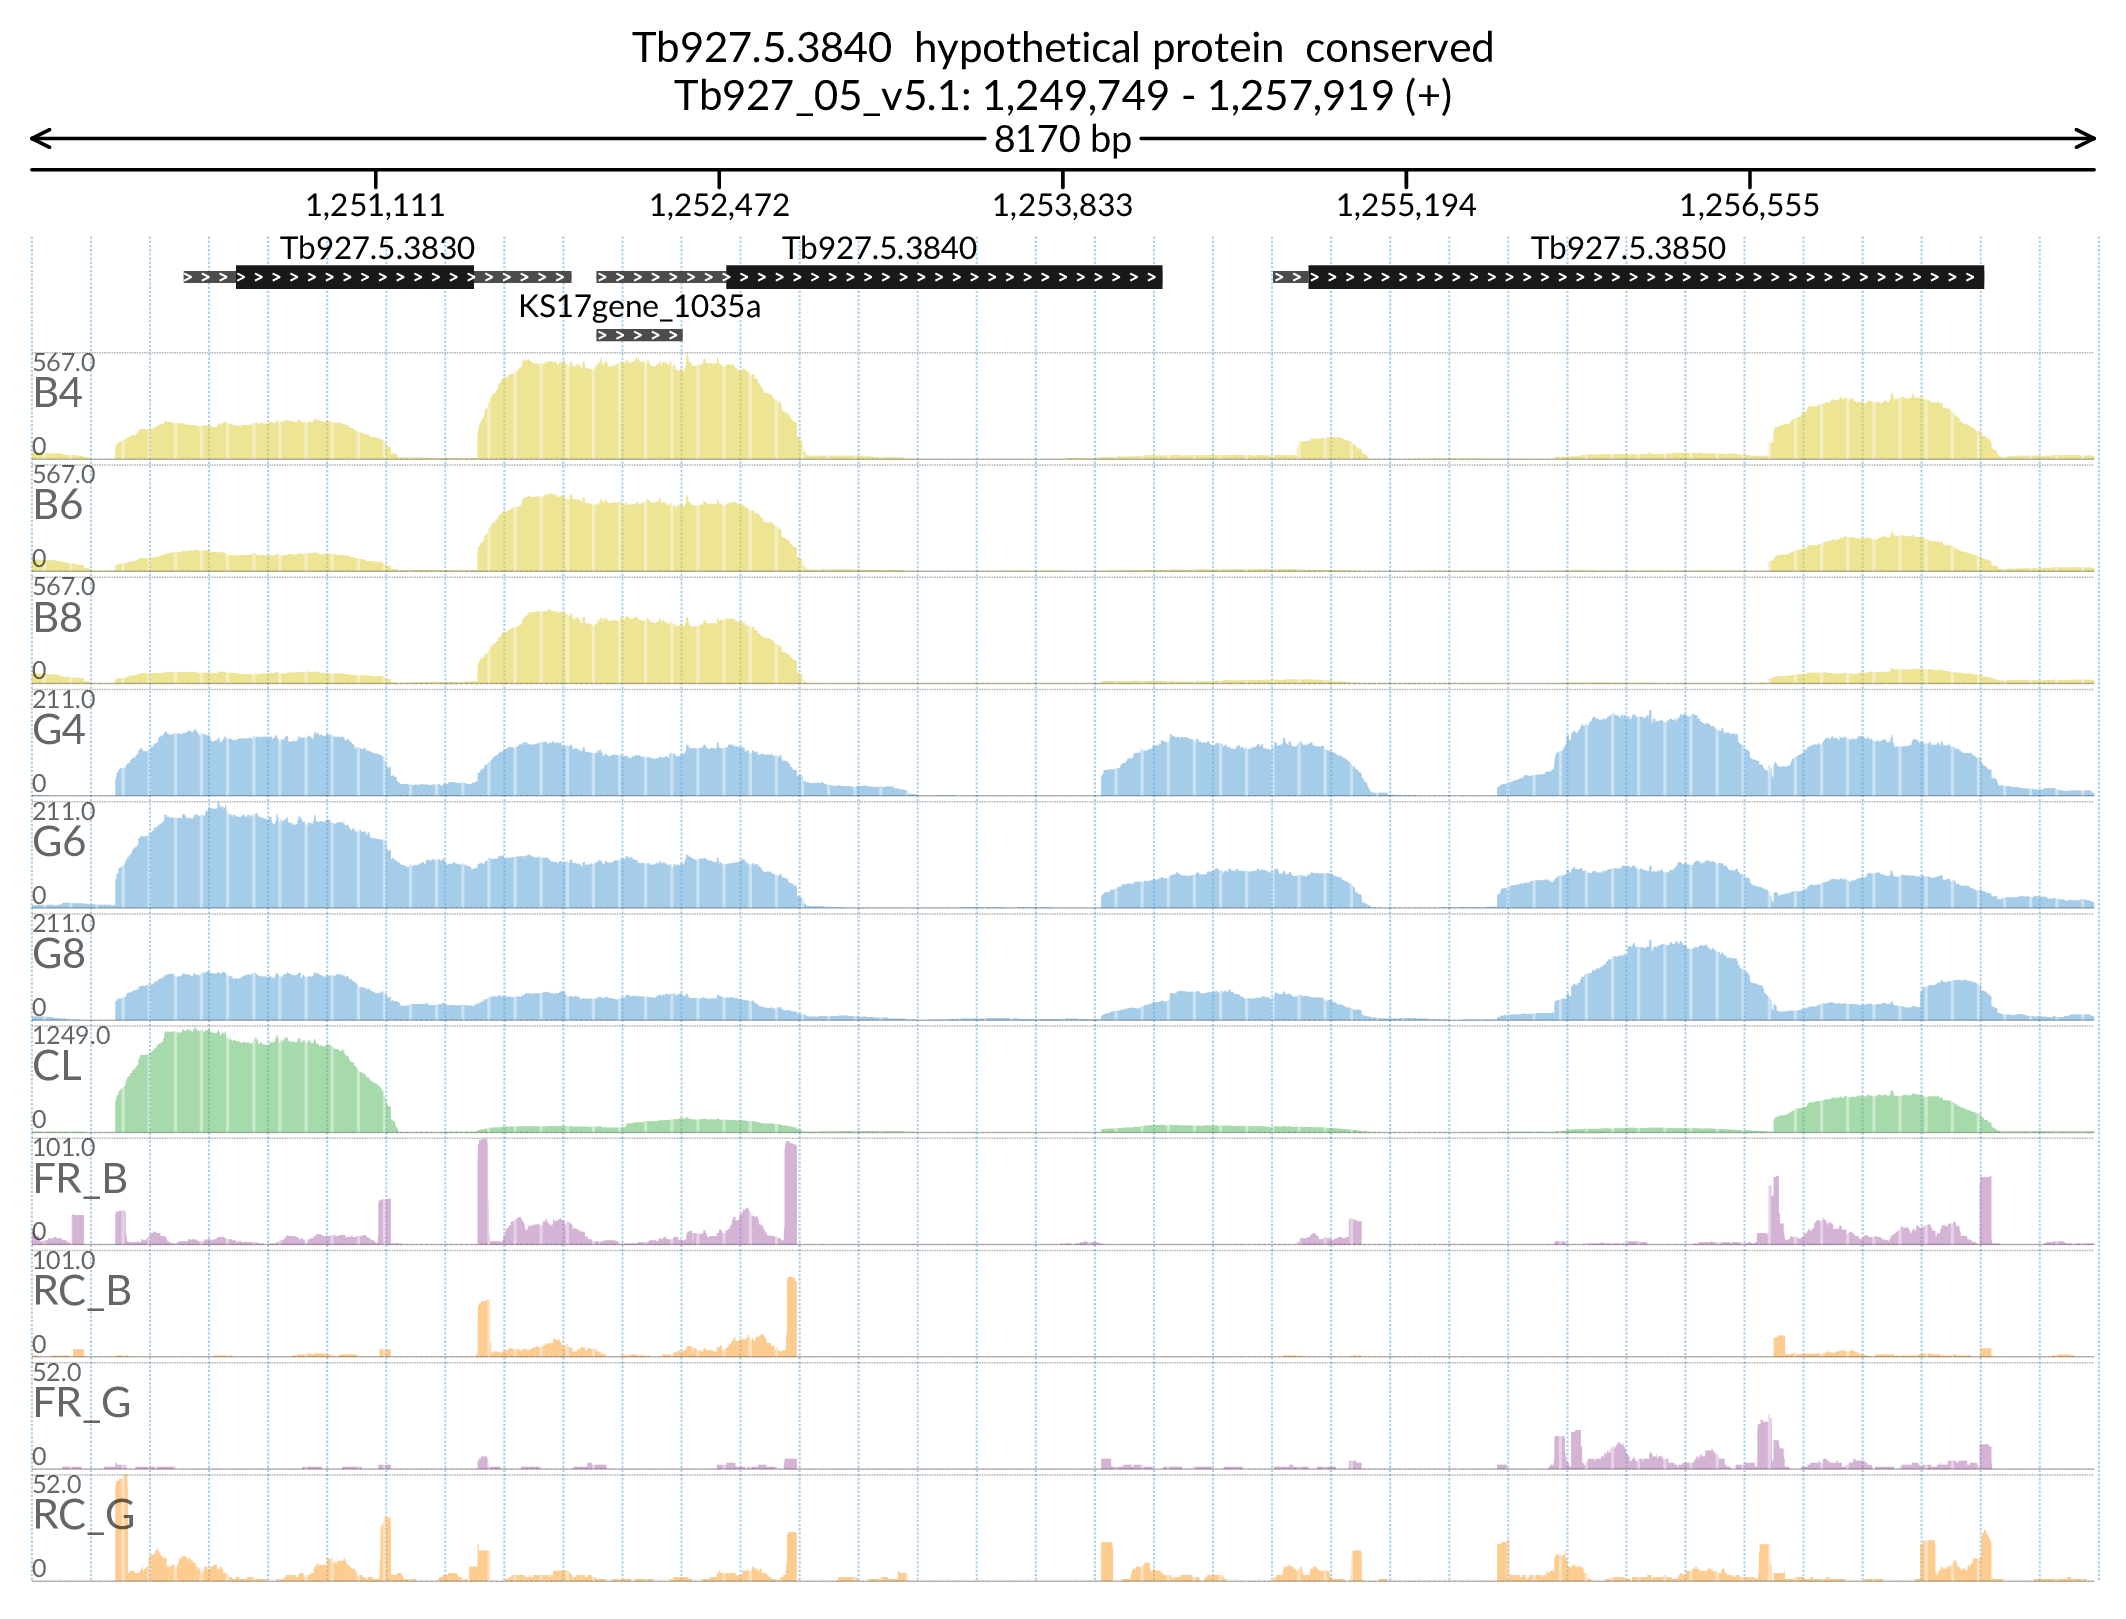 Tb927.5.3840 hypothetical protein conserved
Tb927_05_v5.1: 1,249,749 - 1,257,919 (+)
8170 bp
1,251,111 1,252,472 1,253,833 1,255,194 1,256,555
Tb927.5.3830 Tb927.5.3840 Tb927.5.3850
KS17gene_1035a
567.0
B4
0
567.0
B6
0
567.0
B8
0
211.0
G4
0
211.0
G6
0
211.0
G8
0
1249.0
CL
0
101.0
FR_B
0
101.0
RC_B
0
52.0
FR_G
0
52.0
RC_G
0